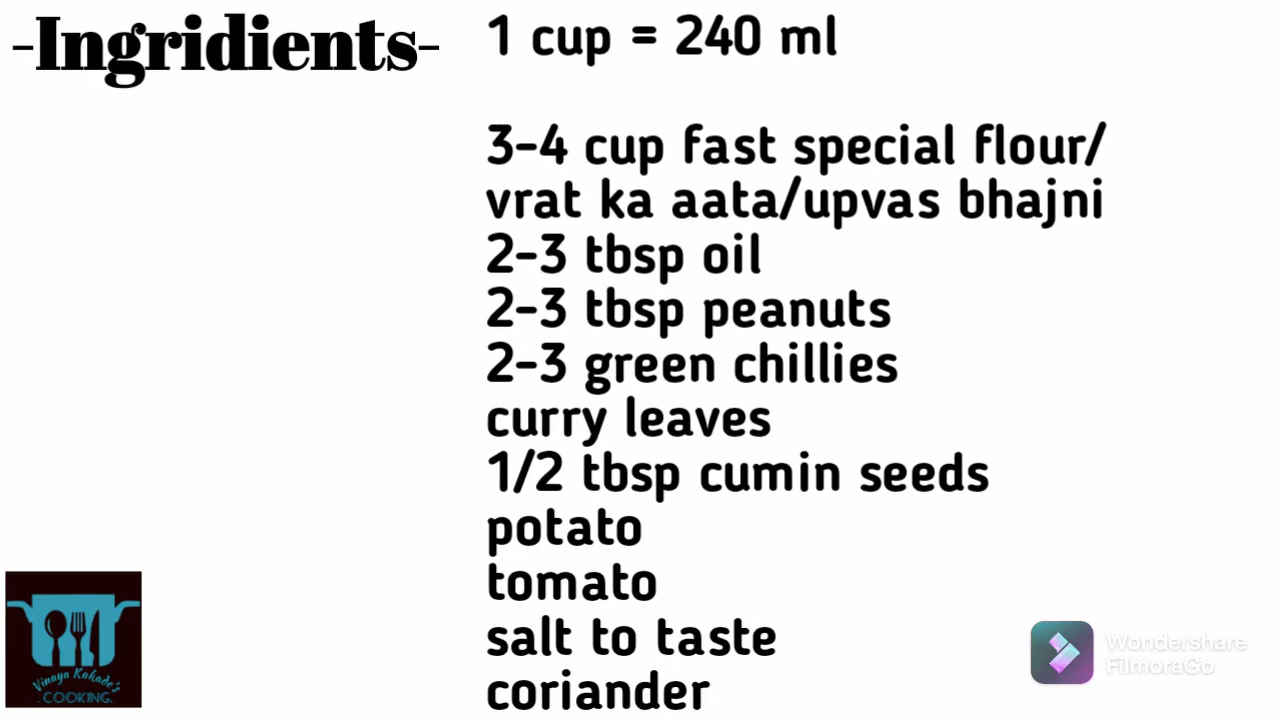 -Ingridients-
1 cup = 240 ml
3-4 cup fast special flour/
vrat ka aata/upvas bhajni
2-3 tbsp oil
2-3 tbsp peanuts
2-3 green chillies
curry leaves
1/2 tbsp cumin seeds
potato
tomato
salt to taste
coriander
Vinaya Kakade's
COOKING
Wondershare
FilmoraGo